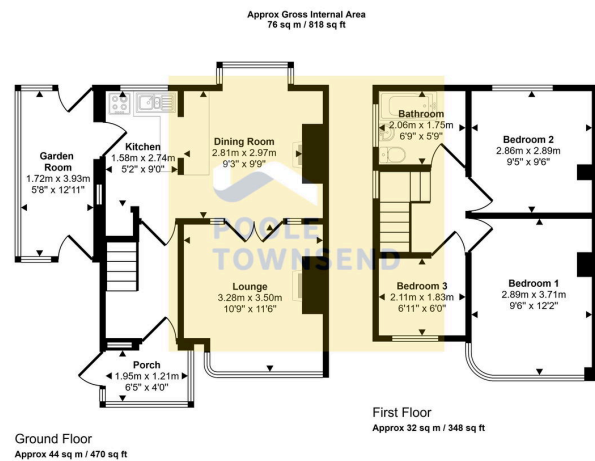 Approx Gross Internal Area
76 sq m / 818 sq ft
Garden
Room
1.72m x 3.93m
5'8" x 12'11"
Kitchen
1.58m x 2.74m
5'2" x 9'0"
Dining Room
2.81m x 2.97m
9'3" x 9'9"
Lounge
3.28m x 3.50m
10'9" x 11'6"
Porch
1.95m x 1.21m
6'5" x 4'0"
POOLE
TOWNSEND
Bathroom
2.06m x 1.75m
6'9" x 5'9"
Bedroom 2
2.86m x 2.89m
9'5" x 9'6"
Bedroom 3
2.11m x 1.83m
6'11" x 6'0"
Bedroom 1
2.89m x 3.71m
9'6" x 12'2"
Ground Floor
Approx 44 sq m / 470 sq ft
First Floor
Approx 32 sq m / 348 sq ft